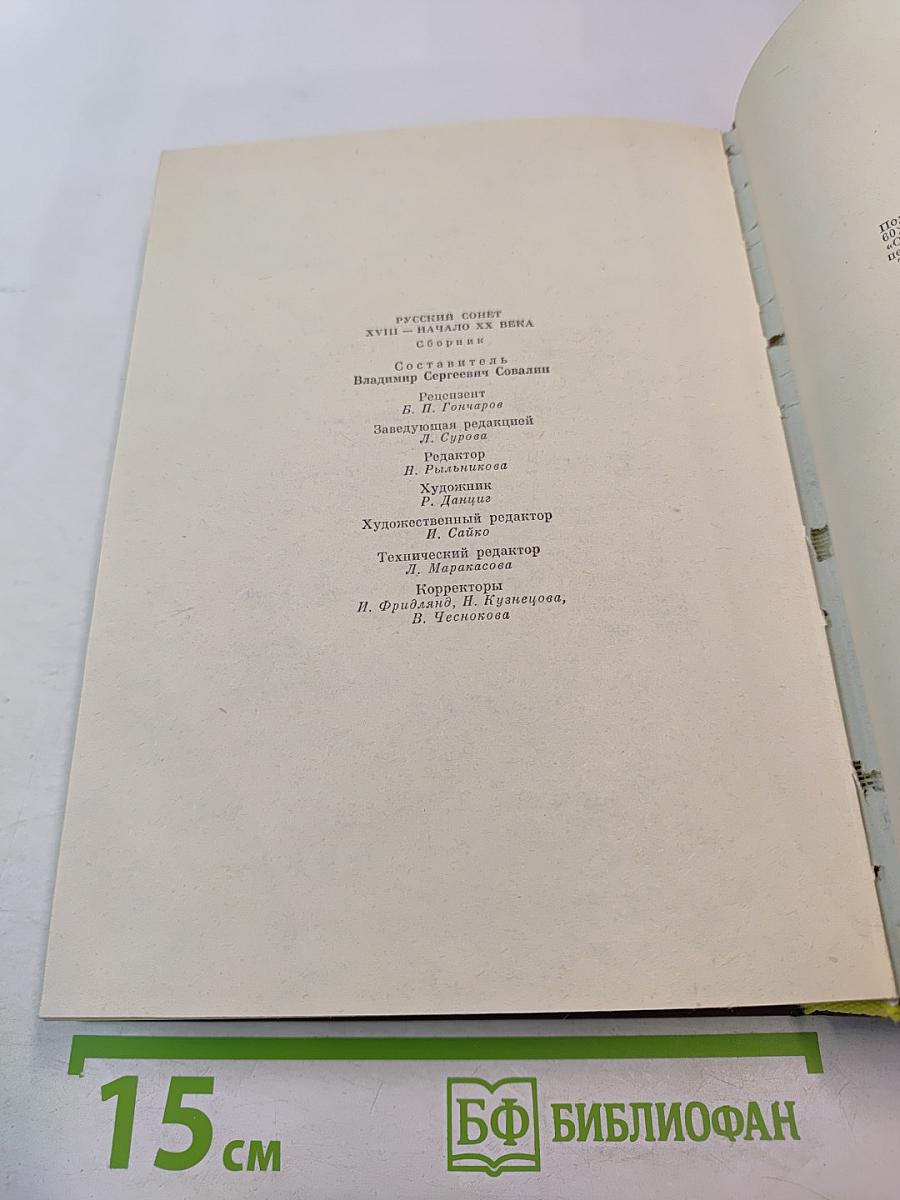 РУССКИЙ СОНЕТ
XVIII — НАЧАЛО XX ВЕКА
Сборник
Составитель
Владимир Сергеевич Совалин
Рецензент
Б. П. Гончаров
Заведующая редакцией
Л. Сурова
Редактор
Н. Рыльникова
Художник
Р. Данциг
Художественный редактор
И. Сайко
Технический редактор
Л. Маракасова
Корректоры
И. Фридлянд, Н. Кузнецова,
В. Чеснокова
15 см
БФ БИБЛИОФАН